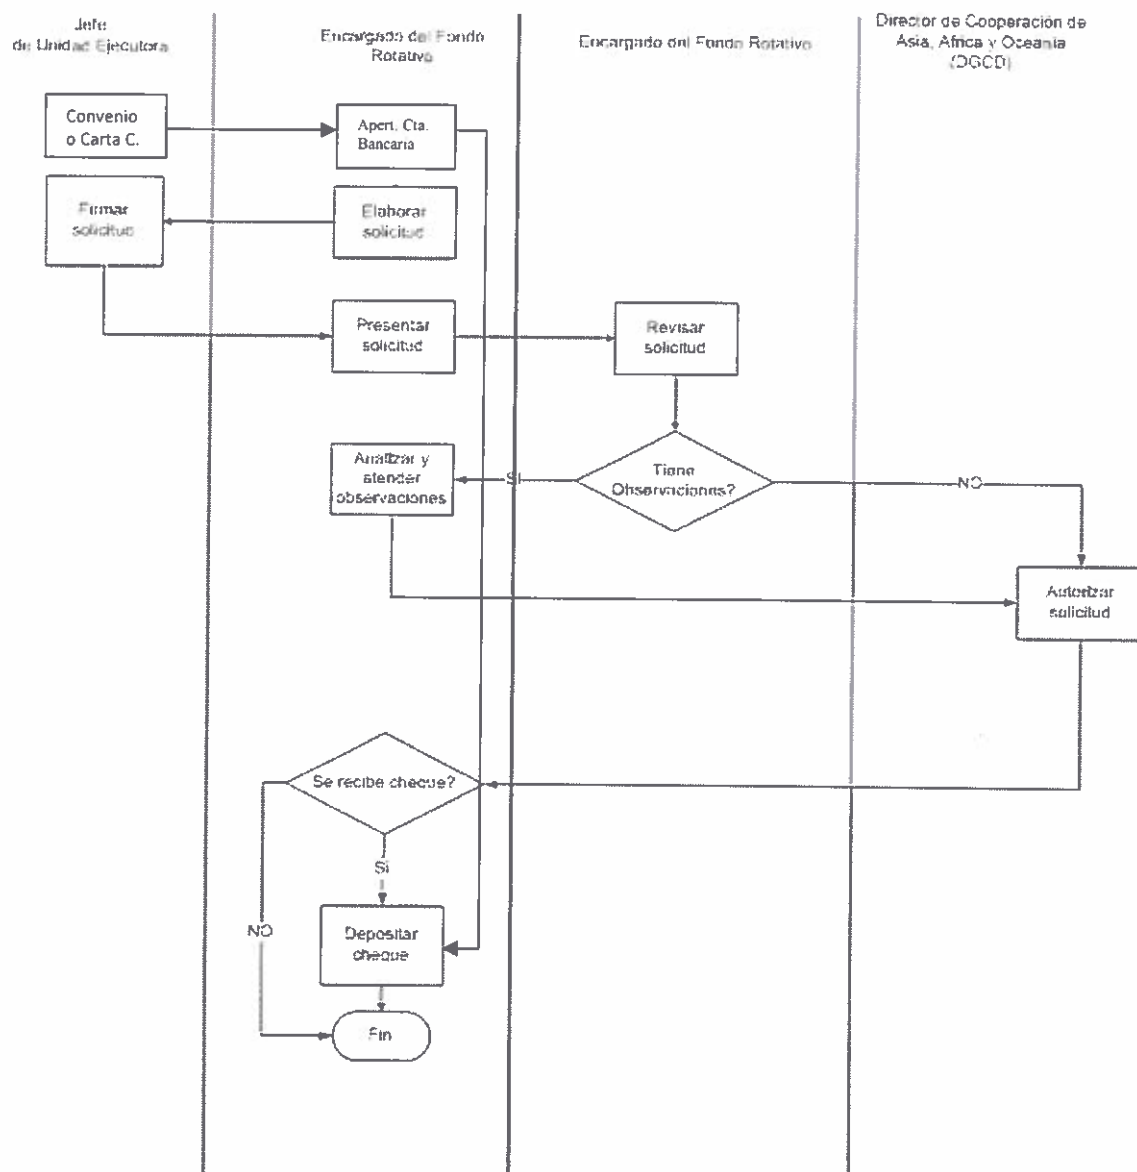 Jefe
de Unidad Ejecutora
Encargado del Fondo
Rotativo
Encargado del Fondo Rotativo
Director de Cooperación de
Asia, Africa y Oceanía
(DGCD)
Convenio
o Carta C.
Apert. Cta.
Bancaria
Firmar
solicitud
Elaborar
solicitud
Presentar
solicitud
Revisar
solicitud
Analizar y
atender
observaciones
SI
Tiene
Observaciones?
NO
Autorizar
solicitud
Se recibe cheque?
Si
NO
Depositar
cheque
Fin